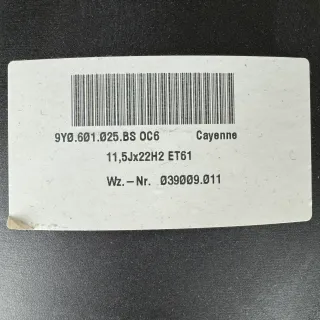 9Y0.601.025.BS OC6 Cayenne
11,5Jx22H2 ET61
Wz.-Nr. 039009.011